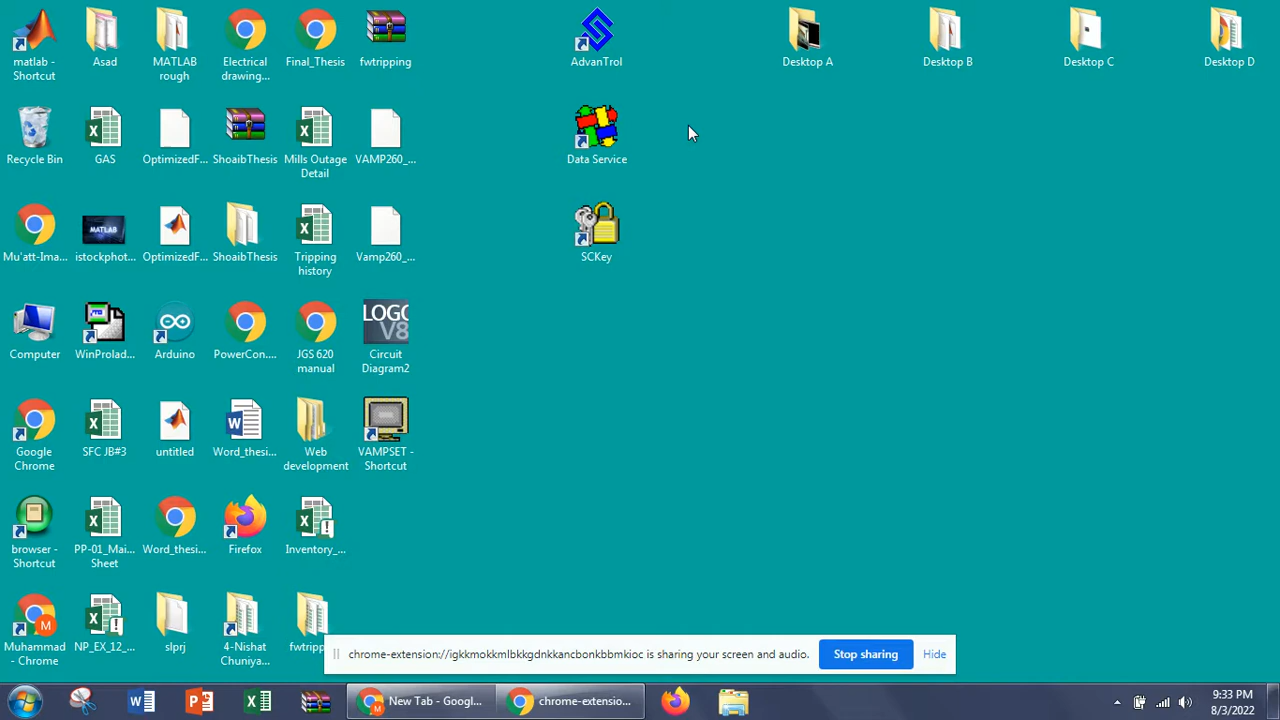 matlab -
Shortcut
Asad
MATLAB
rough
Electrical
drawing...
Final_Thesis
fwtripping
AdvanTrol
Desktop A
Desktop B
Desktop C
Desktop D
Recycle Bin
GAS
OptimizedF...
ShoaibThesis
Mills Outage
Detail
VAMP260_...
Data Service
Mu'att-Ima...
MATLAB
istockphot...
OptimizedF...
ShoaibThesis
Tripping
history
Vamp260_...
SCKey
Computer
WinProlad...
Arduino
PowerCon....
JGS 620
manual
LOGO
V8
Circuit
Diagram2
Google
Chrome
SFC JB#3
untitled
Word_thesi...
Web
development
VAMPSET -
Shortcut
browser -
Shortcut
PP-01_Mai...
Sheet
Word_thesi...
Firefox
Inventory_...
Muhammad
- Chrome
NP_EX_12_...
slprj
4-Nishat
Chuniya...
fwtripp
chrome-extension://igkkmokkmlbkkgdnkkancbonkbbmkioc is sharing your screen and audio.
Stop sharing
Hide
New Tab - Googl...
chrome-extensio...
9:33 PM
8/3/2022